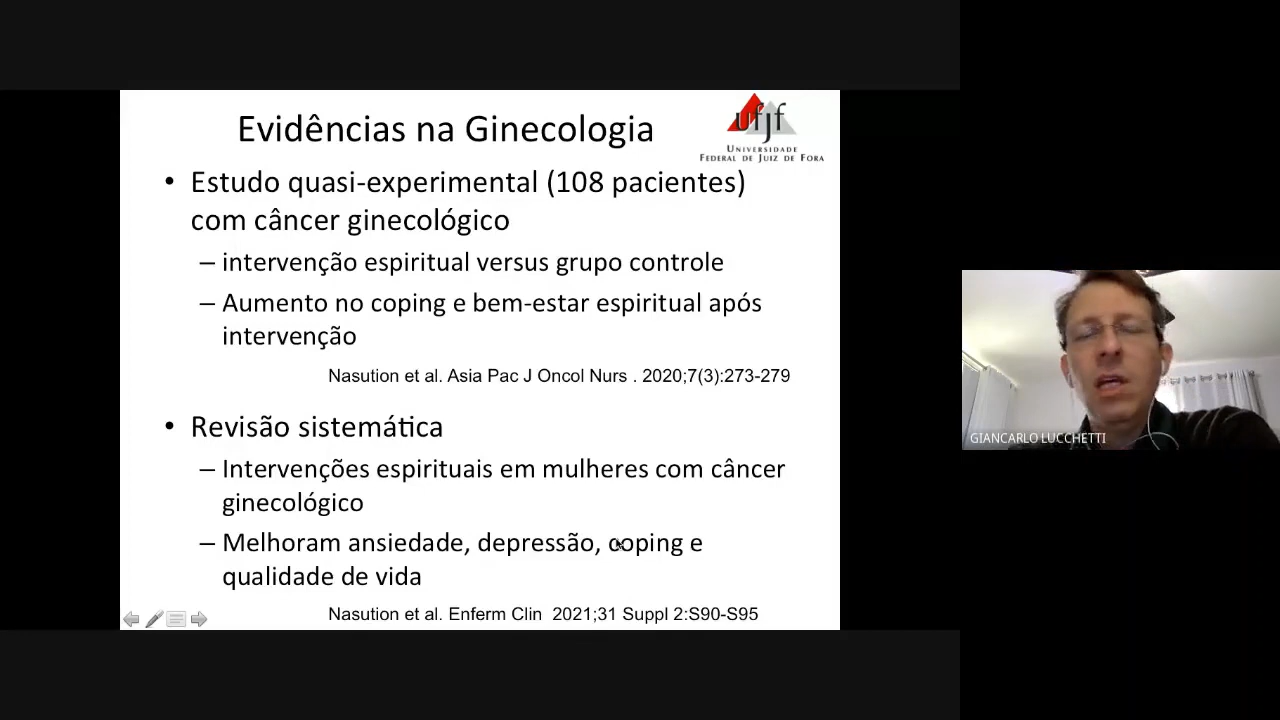 Evidências na Ginecologia
ufjf
UNIVERSIDADE
FEDERAL DE JUIZ DE FORA
• Estudo quasi-experimental (108 pacientes)
com câncer ginecológico
– intervenção espiritual versus grupo controle
– Aumento no coping e bem-estar espiritual após
intervenção
Nasution et al. Asia Pac J Oncol Nurs . 2020;7(3):273-279
• Revisão sistemática
– Intervenções espirituais em mulheres com câncer
ginecológico
– Melhoram ansiedade, depressão, coping e
qualidade de vida
Nasution et al. Enferm Clin 2021;31 Suppl 2:S90-S95
GIANCARLO LUCCHETTI